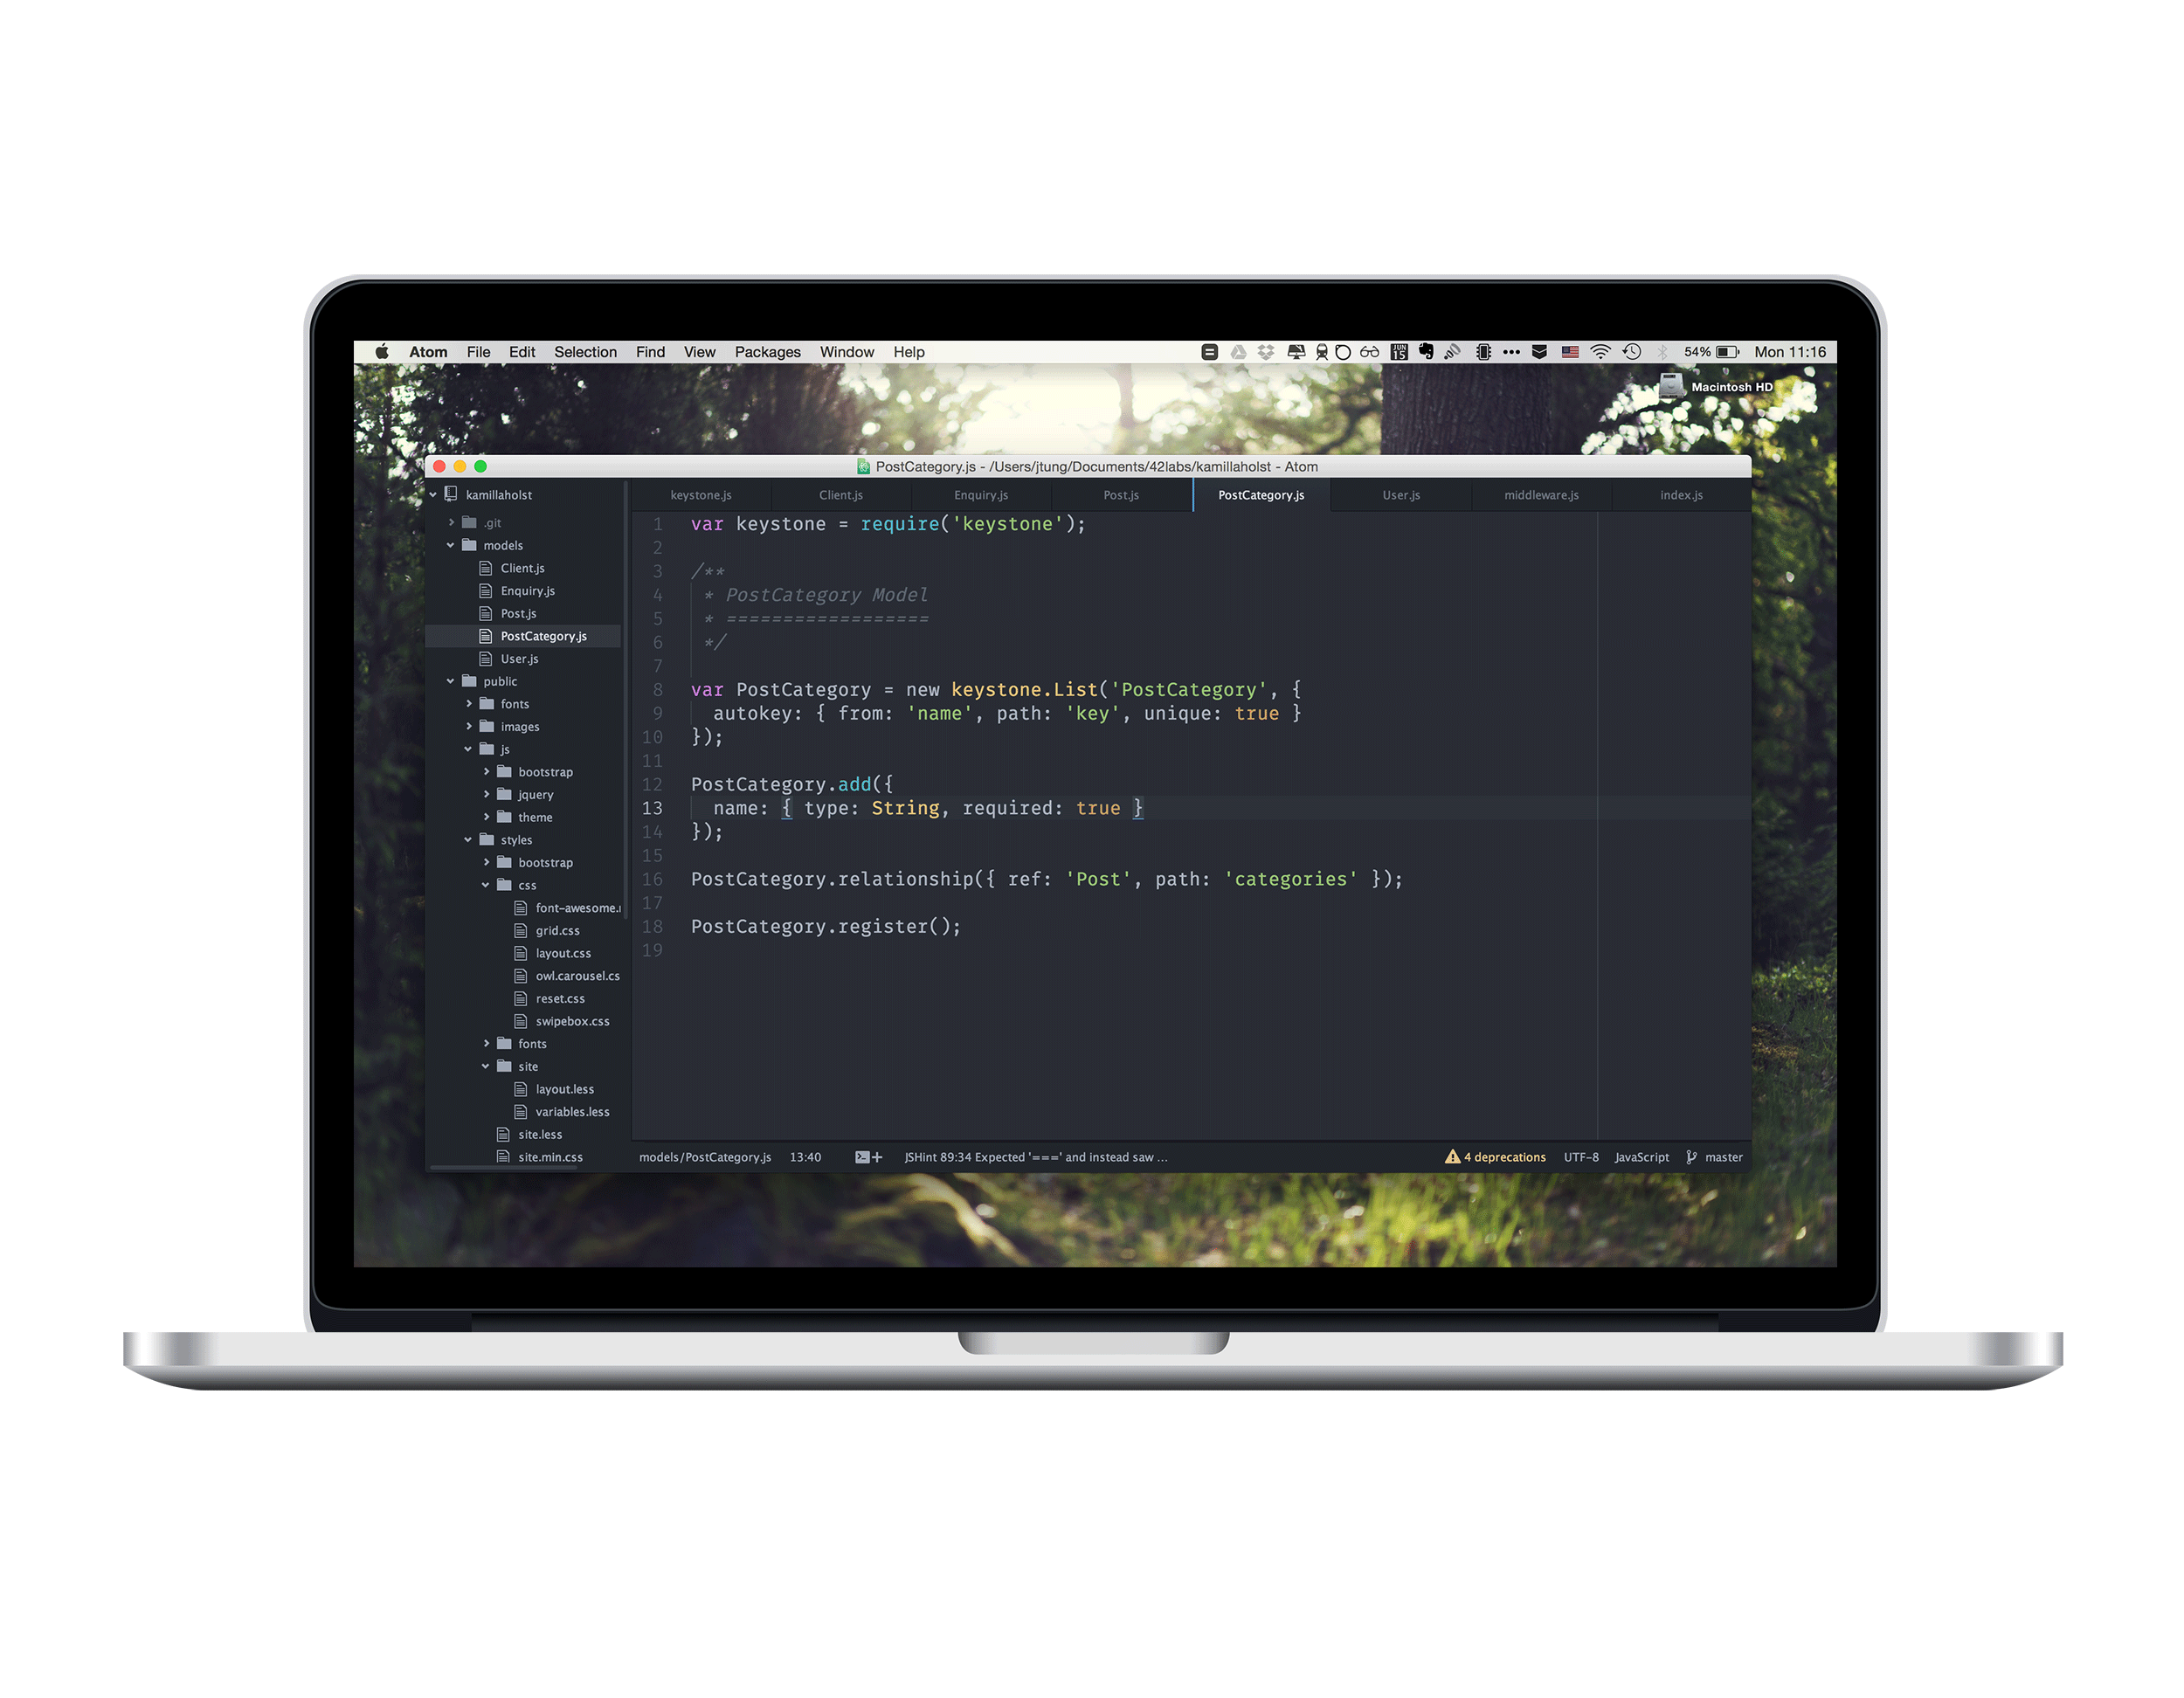 Atom File Edit Selection Find View Packages Window Help
JUN 15
54% Mon 11:16
Macintosh HD
PostCategory.js - /Users/jtung/Documents/42labs/kamillaholst - Atom
kamillaholst
.git
models
Client.js
Enquiry.js
Post.js
PostCategory.js
User.js
public
fonts
images
js
bootstrap
jquery
theme
styles
bootstrap
css
font-awesome.
grid.css
layout.css
owl.carousel.cs
reset.css
swipebox.css
fonts
site
layout.less
variables.less
site.less
site.min.css
keystone.js Client.js Enquiry.js Post.js PostCategory.js User.js middleware.js index.js
1 var keystone = require('keystone');
2
3 /**
4 * PostCategory Model
5 * ==================
6 */
7
8 var PostCategory = new keystone.List('PostCategory', {
9 autokey: { from: 'name', path: 'key', unique: true }
10 });
11
12 PostCategory.add({
13 name: { type: String, required: true }
14 });
15
16 PostCategory.relationship({ ref: 'Post', path: 'categories' });
17
18 PostCategory.register();
19
models/PostCategory.js 13:40 JSHint 89:34 Expected '===' and instead saw ... 4 deprecations UTF-8 JavaScript master